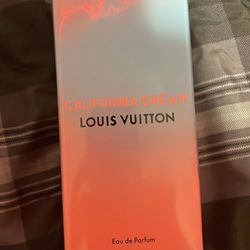 CALIFORNIA DREAM
LOUIS VUITTON
Eau de Parfum